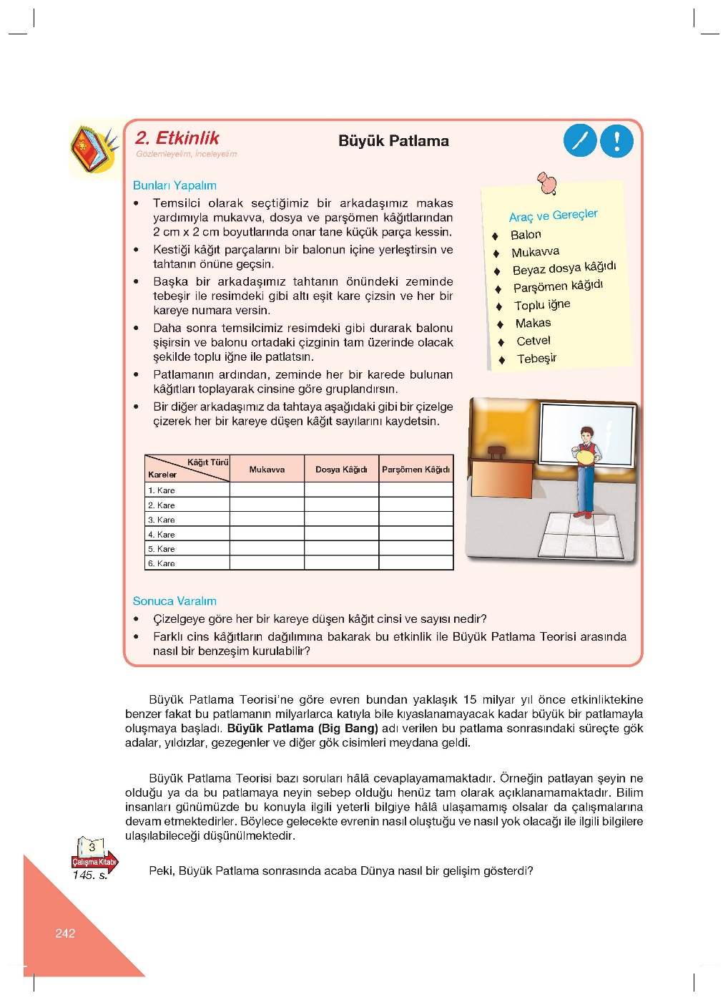 2. Etkinlik
Gözlemleyelim, İnceleyelim
Büyük Patlama
Bunları Yapalım
• Temsilci olarak seçtiğimiz bir arkadaşımız makas
yardımıyla mukavva, dosya ve parşömen kâğıtlarından
2 cm x 2 cm boyutlarında onar tane küçük parça kessin.
• Kestiği kâğıt parçalarını bir balonun içine yerleştirsin ve
tahtanın önüne geçsin.
• Başka bir arkadaşımız tahtanın önündeki zeminde
tebeşir ile resimdeki gibi altı eşit kare çizsin ve her bir
kareye numara versin.
• Daha sonra temsilcimiz resimdeki gibi durarak balonu
şişirsin ve balonu ortadaki çizginin tam üzerinde olacak
şekilde toplu iğne ile patlatsın.
• Patlamanın ardından, zeminde her bir karede bulunan
kâğıtları toplayarak cinsine göre gruplandırsın.
• Bir diğer arkadaşımız da tahtaya aşağıdaki gibi bir çizelge
çizerek her bir kareye düşen kâğıt sayılarını kaydetsin.
Araç ve Gereçler
♦ Balon
♦ Mukavva
♦ Beyaz dosya kâğıdı
♦ Parşömen kâğıdı
♦ Toplu iğne
♦ Makas
♦ Cetvel
♦ Tebeşir
Kâğıt Türü
Kareler
Mukavva Dosya Kâğıdı Parşömen Kâğıdı
1. Kare
2. Kare
3. Kare
4. Kare
5. Kare
6. Kare
Sonuca Varalım
• Çizelgeye göre her bir kareye düşen kâğıt cinsi ve sayısı nedir?
• Farklı cins kâğıtların dağılımına bakarak bu etkinlik ile Büyük Patlama Teorisi arasında
nasıl bir benzeşim kurulabilir?
Büyük Patlama Teorisi'ne göre evren bundan yaklaşık 15 milyar yıl önce etkinliktekine
benzer fakat bu patlamanın milyarlarca katıyla bile kıyaslanamayacak kadar büyük bir patlamayla
oluşmaya başladı. Büyük Patlama (Big Bang) adı verilen bu patlama sonrasındaki süreçte gök
adalar, yıldızlar, gezegenler ve diğer gök cisimleri meydana geldi.
Büyük Patlama Teorisi bazı soruları hâlâ cevaplayamamaktadır. Örneğin patlayan şeyin ne
olduğu ya da bu patlamaya neyin sebep olduğu henüz tam olarak açıklanamamaktadır. Bilim
insanları günümüzde bu konuyla ilgili yeterli bilgiye hâlâ ulaşamamış olsalar da çalışmalarına
devam etmektedirler. Böylece gelecekte evrenin nasıl oluştuğu ve nasıl yok olacağı ile ilgili bilgilere
ulaşılabileceği düşünülmektedir.
3
Çalışma Kitabı
145. s.
Peki, Büyük Patlama sonrasında acaba Dünya nasıl bir gelişim gösterdi?
242